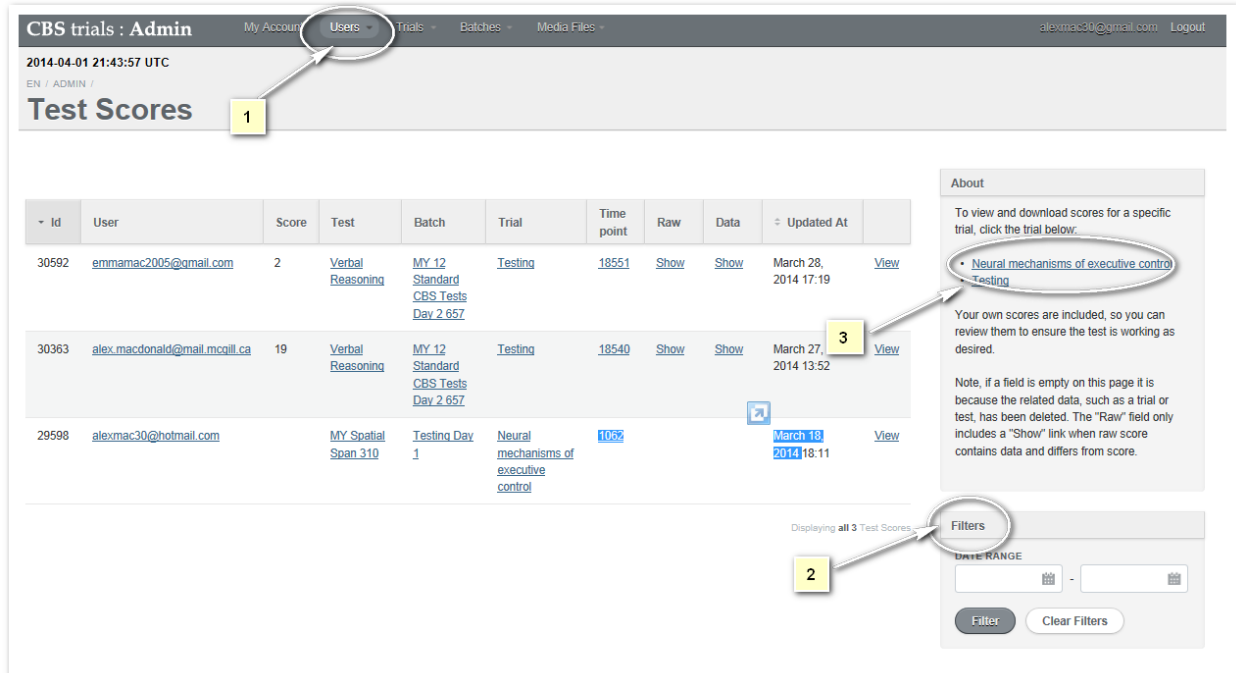 CBS trials : Admin My Account Users Trials Batches Media Files alexmac30@gmail.com Logout
2014-04-01 21:43:57 UTC
EN / ADMIN /
Test Scores
1
Id User Score Test Batch Trial Time point Raw Data Updated At
30592 emmamac2005@gmail.com 2 Verbal MY 12 Testing 18551 Show Show March 28, View
Reasoning Standard 2014 17:19
CBS Tests
Day 2 657
30363 alex.macdonald@mail.mcgill.ca 19 Verbal MY 12 Testing 18540 Show Show March 27, View
Reasoning Standard 2014 13:52
CBS Tests
Day 2 657
29598 alexmac30@hotmail.com MY Spatial Testing Day Neural 1062 March 18, View
Span 310 1 mechanisms of 2014 18:11
executive
control
Displaying all 3 Test Scores
About
To view and download scores for a specific
trial, click the trial below:
• Neural mechanisms of executive control
• Testing
3
Your own scores are included, so you can
review them to ensure the test is working as
desired.
Note, if a field is empty on this page it is
because the related data, such as a trial or
test, has been deleted. The "Raw" field only
includes a "Show" link when raw score
contains data and differs from score.
Filters
2
DATE RANGE
-
Filter Clear Filters